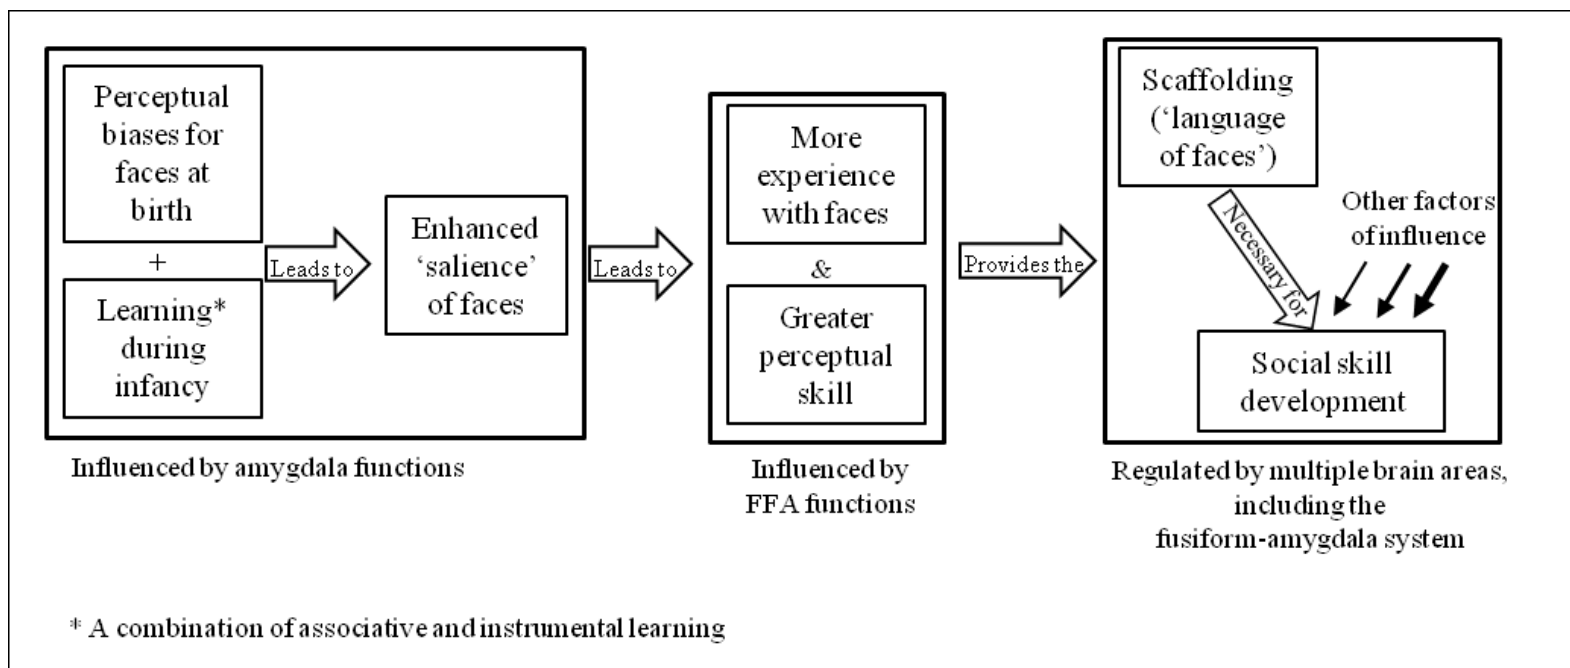 Perceptual
biases for
faces at
birth
+
Learning*
during
infancy
Leads to
Enhanced
‘salience’
of faces
Influenced by amygdala functions
Leads to
More
experience
with faces
&
Greater
perceptual
skill
Influenced by
FFA functions
Provides the
Scaffolding
(‘language
of faces’)
Necessary for
Other factors
of influence
Social skill
development
Regulated by multiple brain areas,
including the
fusiform-amygdala system
* A combination of associative and instrumental learning